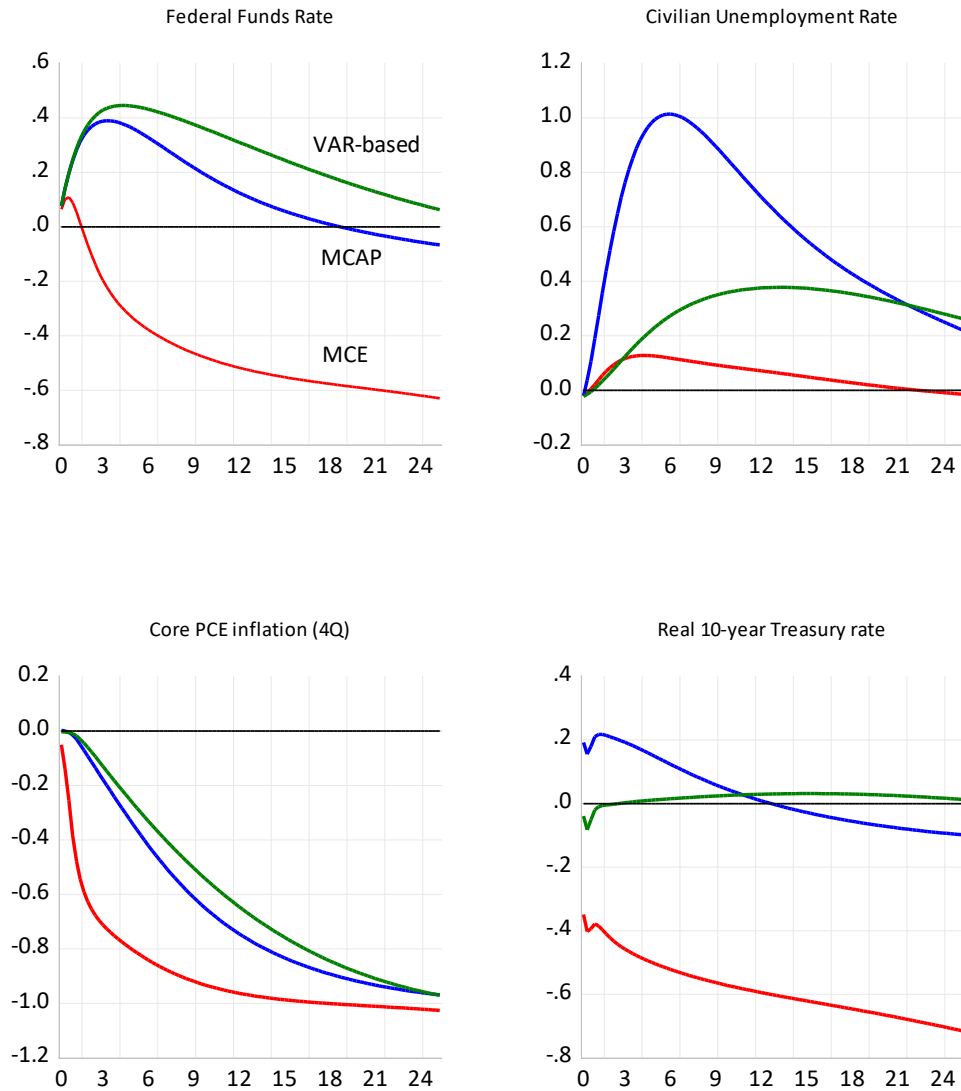 Federal Funds Rate
.6
.4
.2
.0
-.2
-.4
-.6
-.8
VAR-based
MCAP
MCE
0 3 6 9 12 15 18 21 24
Civilian Unemployment Rate
1.2
1.0
0.8
0.6
0.4
0.2
0.0
-0.2
0 3 6 9 12 15 18 21 24
Core PCE inflation (4Q)
0.2
0.0
-0.2
-0.4
-0.6
-0.8
-1.0
-1.2
0 3 6 9 12 15 18 21 24
Real 10-year Treasury rate
.4
.2
.0
-.2
-.4
-.6
-.8
0 3 6 9 12 15 18 21 24